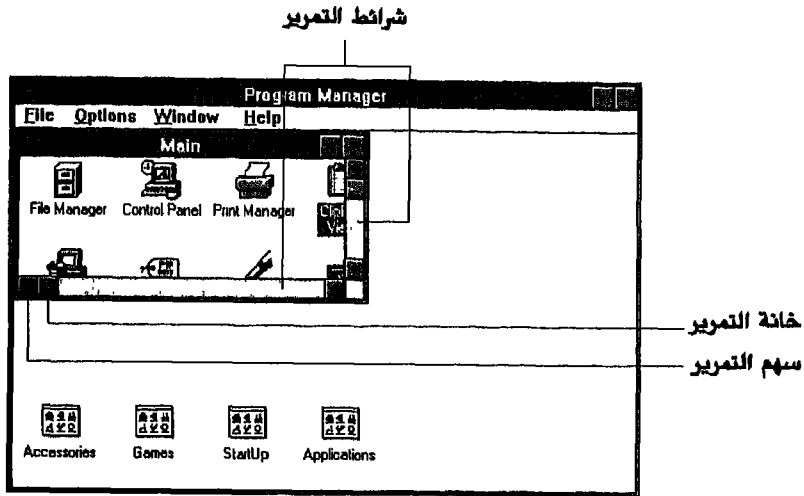 شرائط التمرير
Program Manager
File Options Window Help
Main
File Manager Control Panel Print Manager
خانة التمرير
سهم التمرير
Accessories Games StartUp Applications